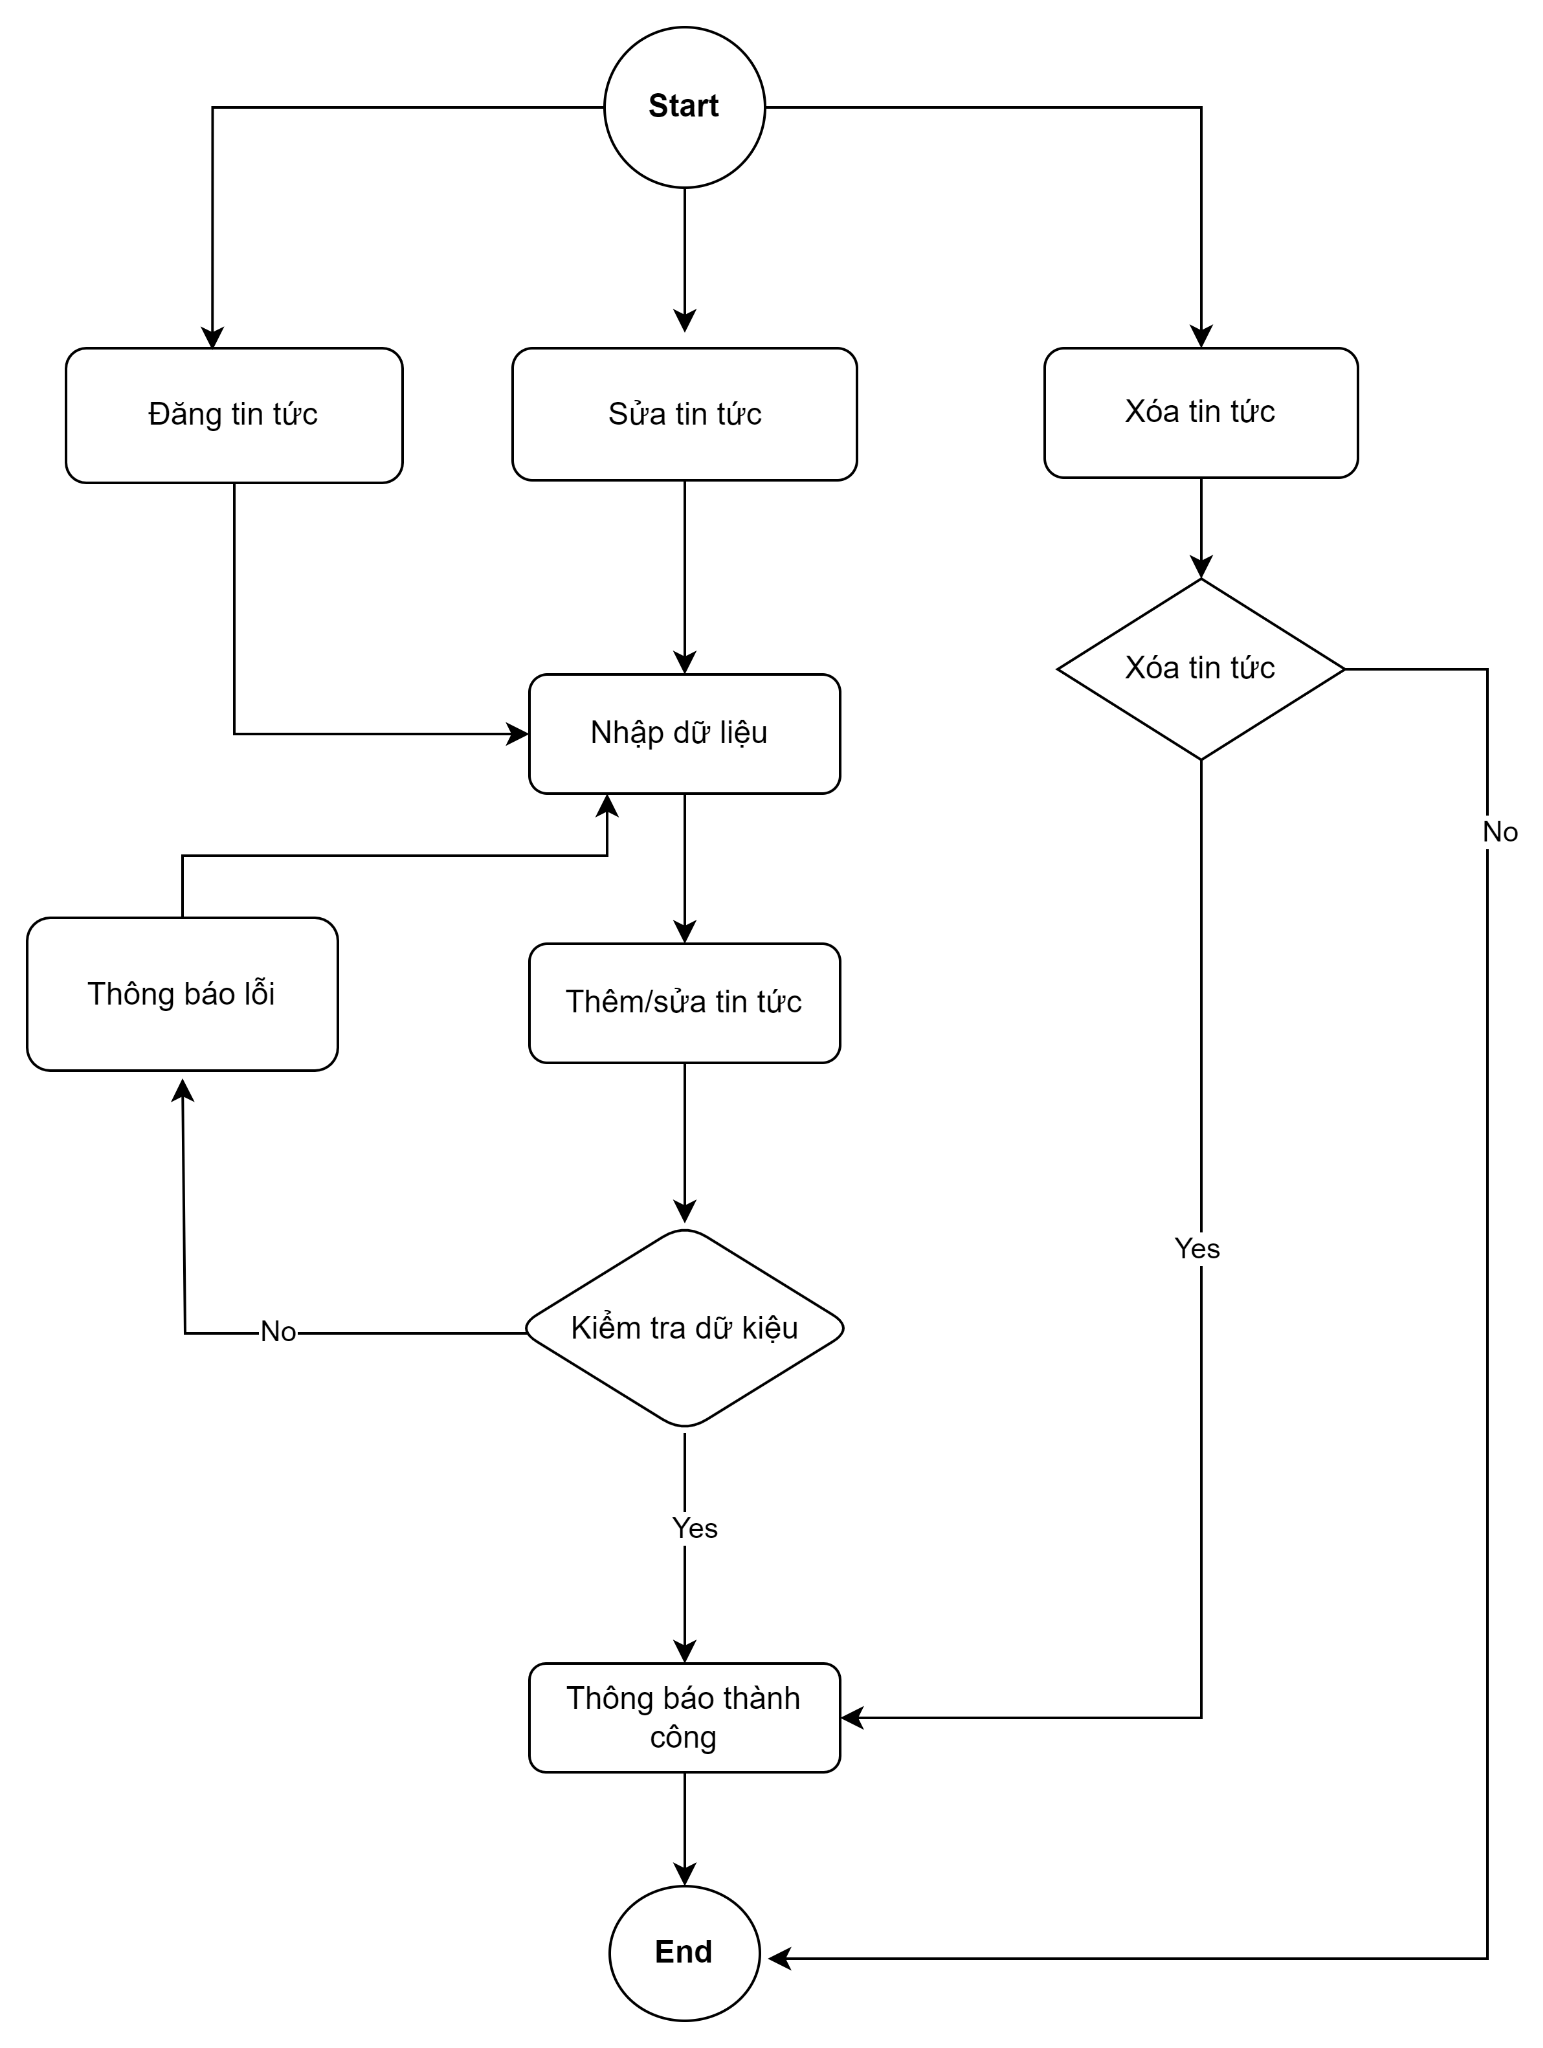 Start
Đăng tin tức
Sửa tin tức
Xóa tin tức
Xóa tin tức
Nhập dữ liệu
No
Thông báo lỗi
Thêm/sửa tin tức
Yes
Kiểm tra dữ kiệu
No
Yes
Thông báo thành
công
End